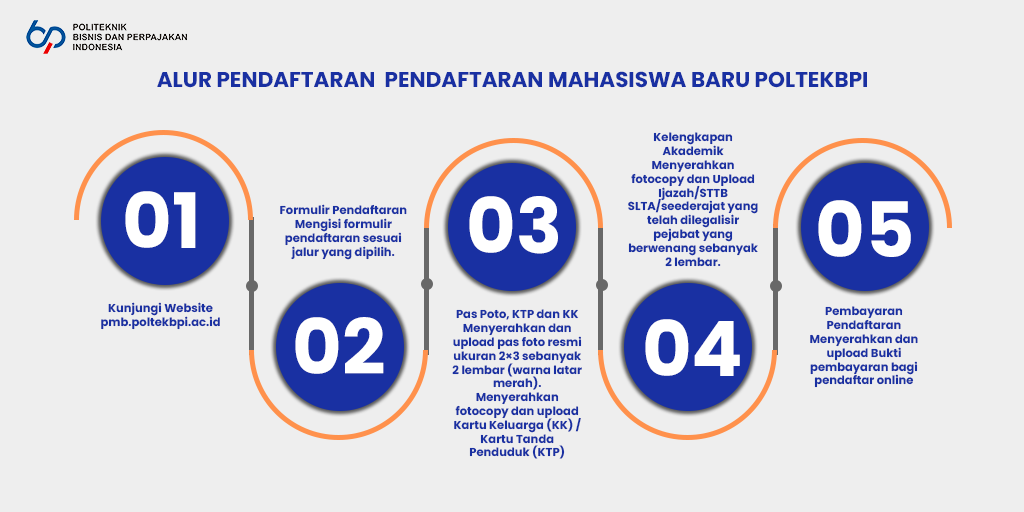 POLITEKNIK
BISNIS DAN PERPAJAKAN
INDONESIA
ALUR PENDAFTARAN  PENDAFTARAN MAHASISWA BARU POLTEKBPI
01
Kunjungi Website
pmb.poltekbpi.ac.id
Formulir Pendaftaran
Mengisi formulir
pendaftaran sesuai
jalur yang dipilih.
02
03
Pas Poto, KTP dan KK
Menyerahkan dan
upload pas foto resmi
ukuran 2×3 sebanyak
2 lembar (warna latar
merah).
Menyerahkan
fotocopy dan upload
Kartu Keluarga (KK) /
Kartu Tanda
Penduduk (KTP)
Kelengkapan
Akademik
Menyerahkan
fotocopy dan Upload
Ijazah/STTB
SLTA/seederajat yang
telah dilegalisir
pejabat yang
berwenang sebanyak
2 lembar.
04
05
Pembayaran
Pendaftaran
Menyerahkan dan
upload Bukti
pembayaran bagi
pendaftar online